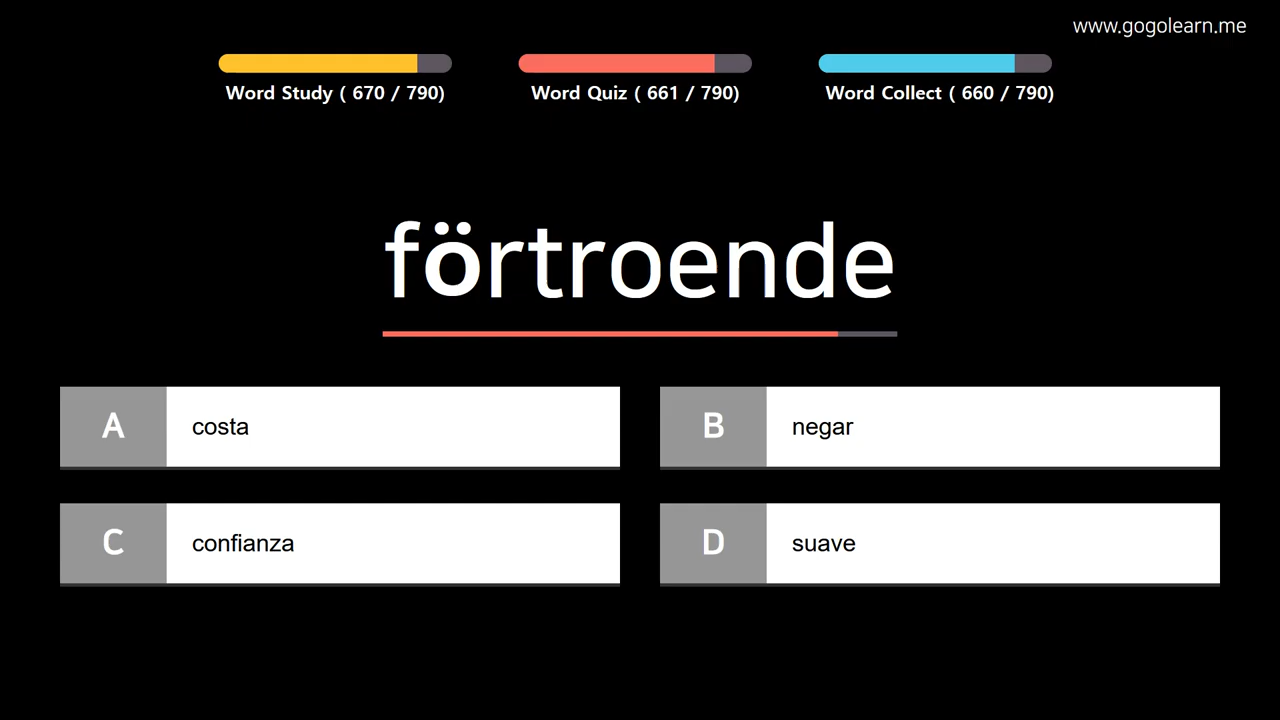 www.gogolearn.me
Word Study ( 670 / 790)
Word Quiz ( 661 / 790)
Word Collect ( 660 / 790)
förtroende
A costa
B negar
C confianza
D suave